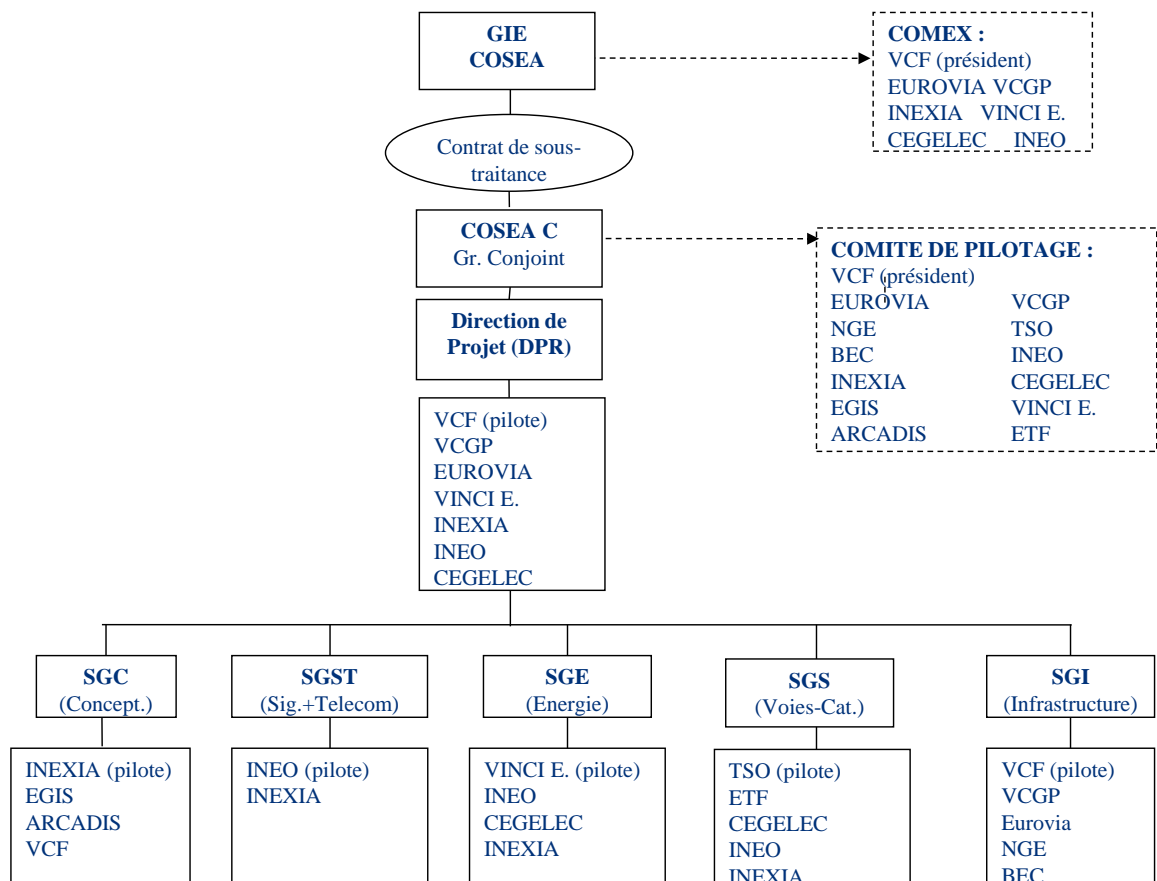 GIE
COSEA
COMEX :
VCF (président)
EUROVIA VCGP
INEXIA VINCI E.
CEGELEC INEO
Contrat de sous-
traitance
COSEA C
Gr. Conjoint
COMITE DE PILOTAGE :
VCF (président)
EUROVIA VCGP
NGE TSO
BEC INEO
INEXIA CEGELEC
EGIS VINCI E.
ARCADIS ETF
Direction de
Projet (DPR)
VCF (pilote)
VCGP
EUROVIA
VINCI E.
INEXIA
INEO
CEGELEC
SGC
(Concept.)
INEXIA (pilote)
EGIS
ARCADIS
VCF
SGST
(Sig.+Telecom)
INEO (pilote)
INEXIA
SGE
(Energie)
VINCI E. (pilote)
INEO
CEGELEC
INEXIA
SGS
(Voies-Cat.)
TSO (pilote)
ETF
CEGELEC
INEO
INEXIA
SGI
(Infrastructure)
VCF (pilote)
VCGP
Eurovia
NGE
BEC